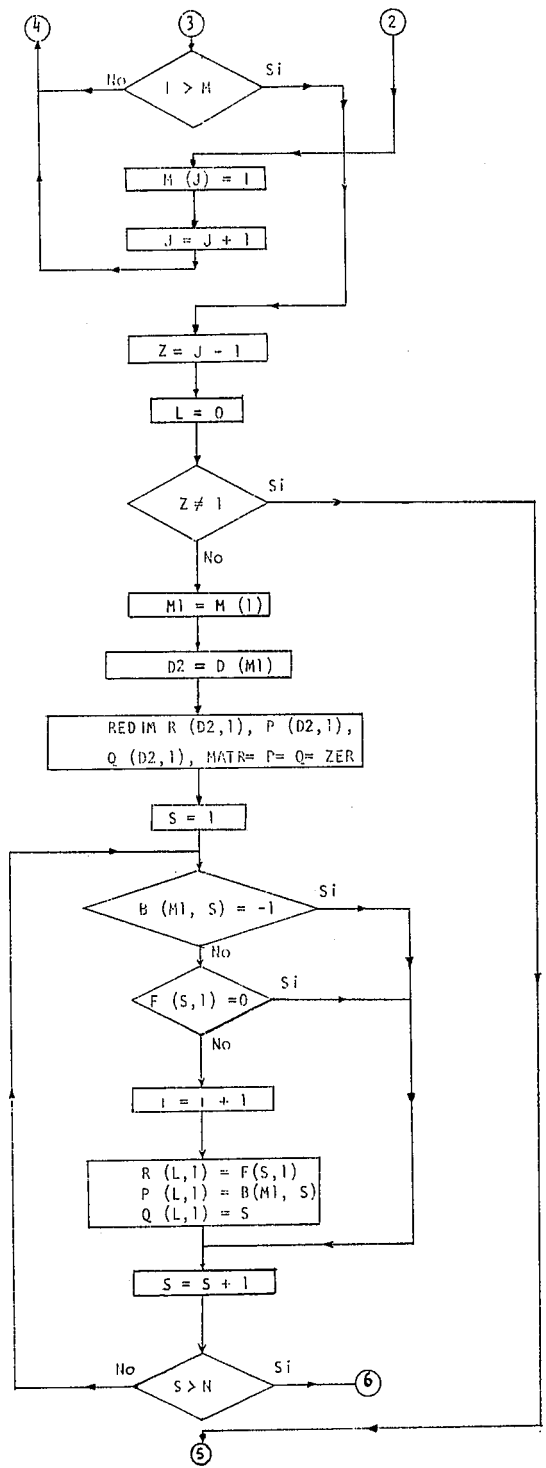 4
3
2
No
I > M
Si
M (J) = I
J = J + 1
Z = J - 1
L = 0
Z ≠ 1
Si
No
M1 = M (1)
D2 = D (M1)
REDIM R (D2,1), P (D2,1),
Q (D2,1), MATR= P= Q= ZER
S = 1
B (M1, S) = -1
Si
No
F (S,1) =0
Si
No
= + 1
R (L,1) = F(S,1)
P (L,1) = B(M1, S)
Q (L,1) = S
S = S + 1
No
S > N
Si
6
5